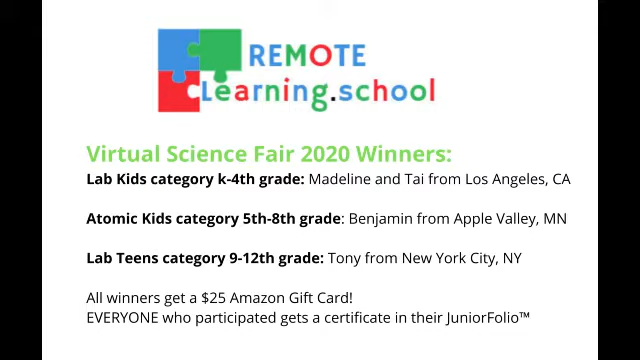 REMOTE
Learning.school
Virtual Science Fair 2020 Winners:
Lab Kids category k-4th grade: Madeline and Tai from Los Angeles, CA
Atomic Kids category 5th-8th grade: Benjamin from Apple Valley, MN
Lab Teens category 9-12th grade: Tony from New York City, NY
All winners get a $25 Amazon Gift Card!
EVERYONE who participated gets a certificate in their JuniorFolio™